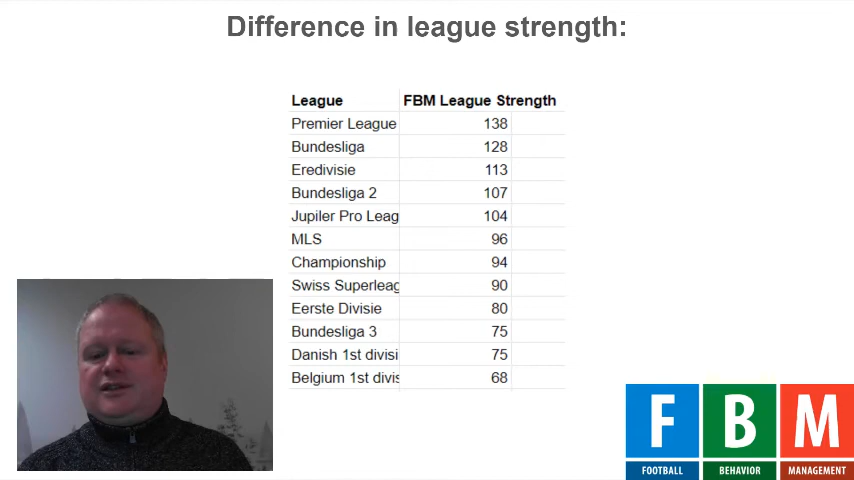 Difference in league strength:
League FBM League Strength
Premier League 138
Bundesliga 128
Eredivisie 113
Bundesliga 2 107
Jupiler Pro Leag 104
MLS 96
Championship 94
Swiss Superleag 90
Eerste Divisie 80
Bundesliga 3 75
Danish 1st divisi 75
Belgium 1st divis 68
F B M
FOOTBALL BEHAVIOR MANAGEMENT